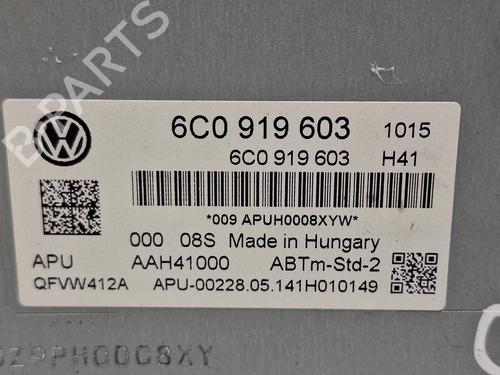 6C0 919 603 1015
6C0 919 603 H41
*009 APUH0008XYW*
000 08S Made in Hungary
APU AAH41000 ABTm-Std-2
QFVW412A APU-00228.05.141H010149
Z9PH0008XY